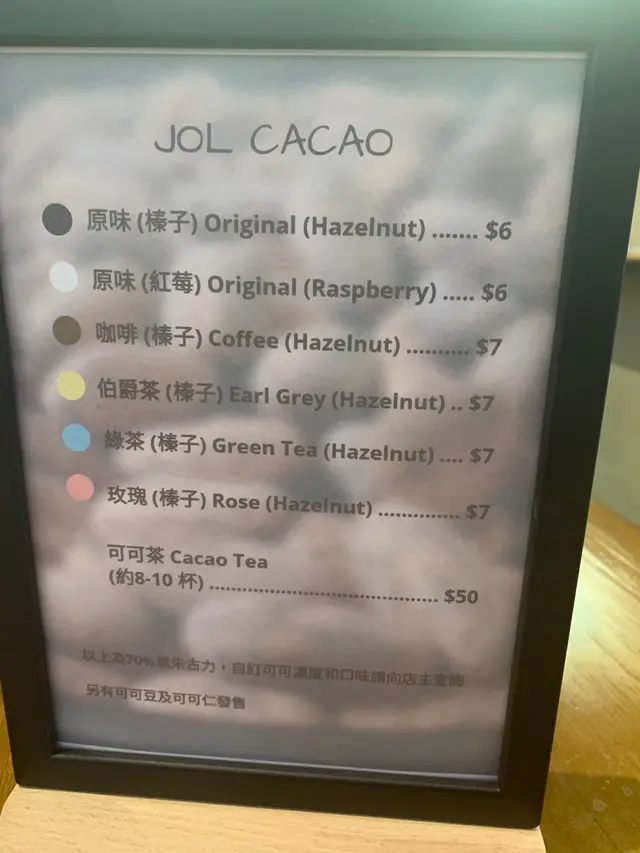 JOL CACAO
原味 (榛子) Original (Hazelnut) ....... $6
原味 (紅莓) Original (Raspberry) ..... $6
咖啡 (榛子) Coffee (Hazelnut) .......... $7
伯爵茶 (榛子) Earl Grey (Hazelnut) .. $7
綠茶 (榛子) Green Tea (Hazelnut) .... $7
玫瑰 (榛子) Rose (Hazelnut) .............. $7
可可茶 Cacao Tea
(約8-10 杯) ....................................... $50
以上為70%黑朱古力，自訂可可濃度和口味請向店主查詢
另有可可豆及可可仁發售